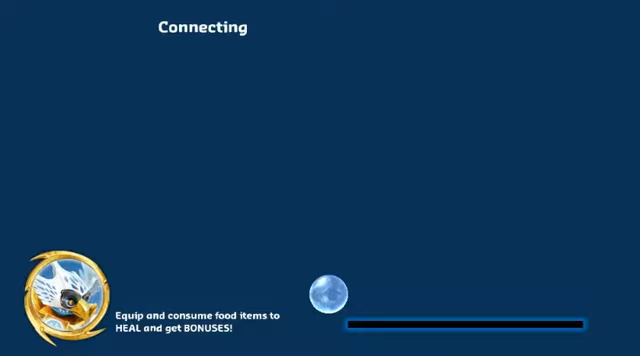 Connecting
Equip and consume food items to
HEAL and get BONUSES!